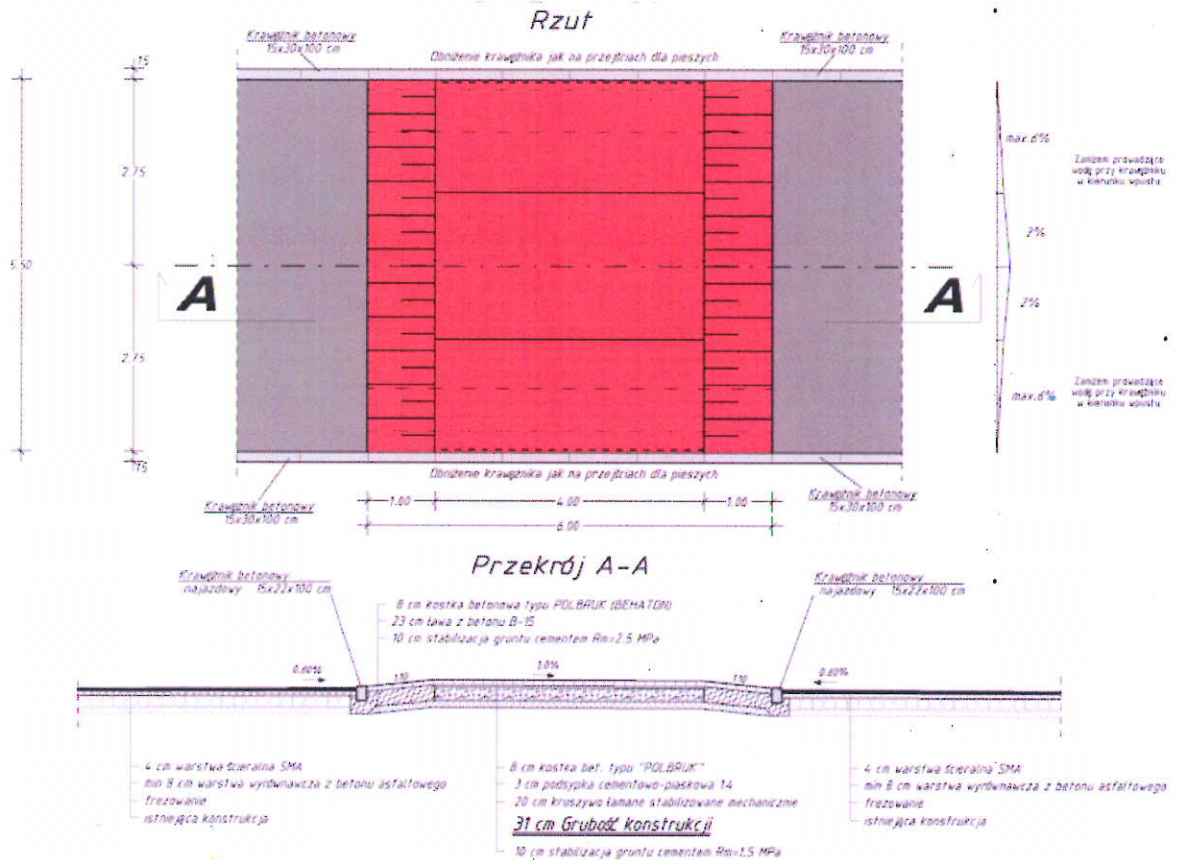 Rzut
Krawężnik betonowy
15x30x100 cm
Obniżenie krawężnika jak na przejściach dla pieszych
Krawężnik betonowy
15x30x100 cm
15
2.75
5.50
2.75
15
A
A
max.6%
Zaniżem prowadzące
wodę przy krawężniku
w kierunku wpustu
2%
2%
max.6%
Zaniżem prowadzące
wodę przy krawężniku
w kierunku wpustu
Krawężnik betonowy
15x30x100 cm
Obniżenie krawężnika jak na przejściach dla pieszych
Krawężnik betonowy
15x30x100 cm
1.00
4.00
1.00
6.00
Przekrój A-A
Krawężnik betonowy
najazdowy 15x22x100 cm
8 cm kostka betonowa typu POLBRUK (BEHATON)
23 cm ława z betonu B-15
10 cm stabilizacja gruntu cementem Rm=2.5 MPa
Krawężnik betonowy
najazdowy 15x22x100 cm
0.60%
1:10
1.0%
1:10
0.60%
4 cm warstwa ścieralna SMA
min 8 cm warstwa wyrównawcza z betonu asfaltowego
frezowanie
istniejąca konstrukcja
8 cm kostka bet. typu "POLBRUK"
3 cm podsypka cementowo-piaskowa 1:4
20 cm kruszywo łamane stabilizowane mechanicznie
31 cm Grubość konstrukcji
10 cm stabilizacja gruntu cementem Rm=1,5 MPa
4 cm warstwa ścieralna SMA
min 8 cm warstwa wyrównawcza z betonu asfaltowego
frezowanie
istniejąca konstrukcja